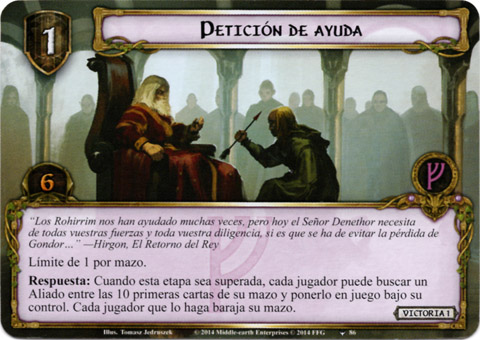 1
PETICIÓN DE AYUDA
6
“Los Rohirrim nos han ayudado muchas veces, pero hoy el Señor Denethor necesita
de todas vuestras fuerzas y toda vuestra diligencia, si es que se ha de evitar la pérdida de
Gondor…” —Hirgon, El Retorno del Rey
Límite de 1 por mazo.
Respuesta: Cuando esta etapa sea superada, cada jugador puede buscar un
Aliado entre las 10 primeras cartas de su mazo y ponerlo en juego bajo su
control. Cada jugador que lo haga baraja su mazo.
VICTORIA 1
Illus. Tomasz Jedruszek © 2014 Middle-earth Enterprises © 2014 FFG 86